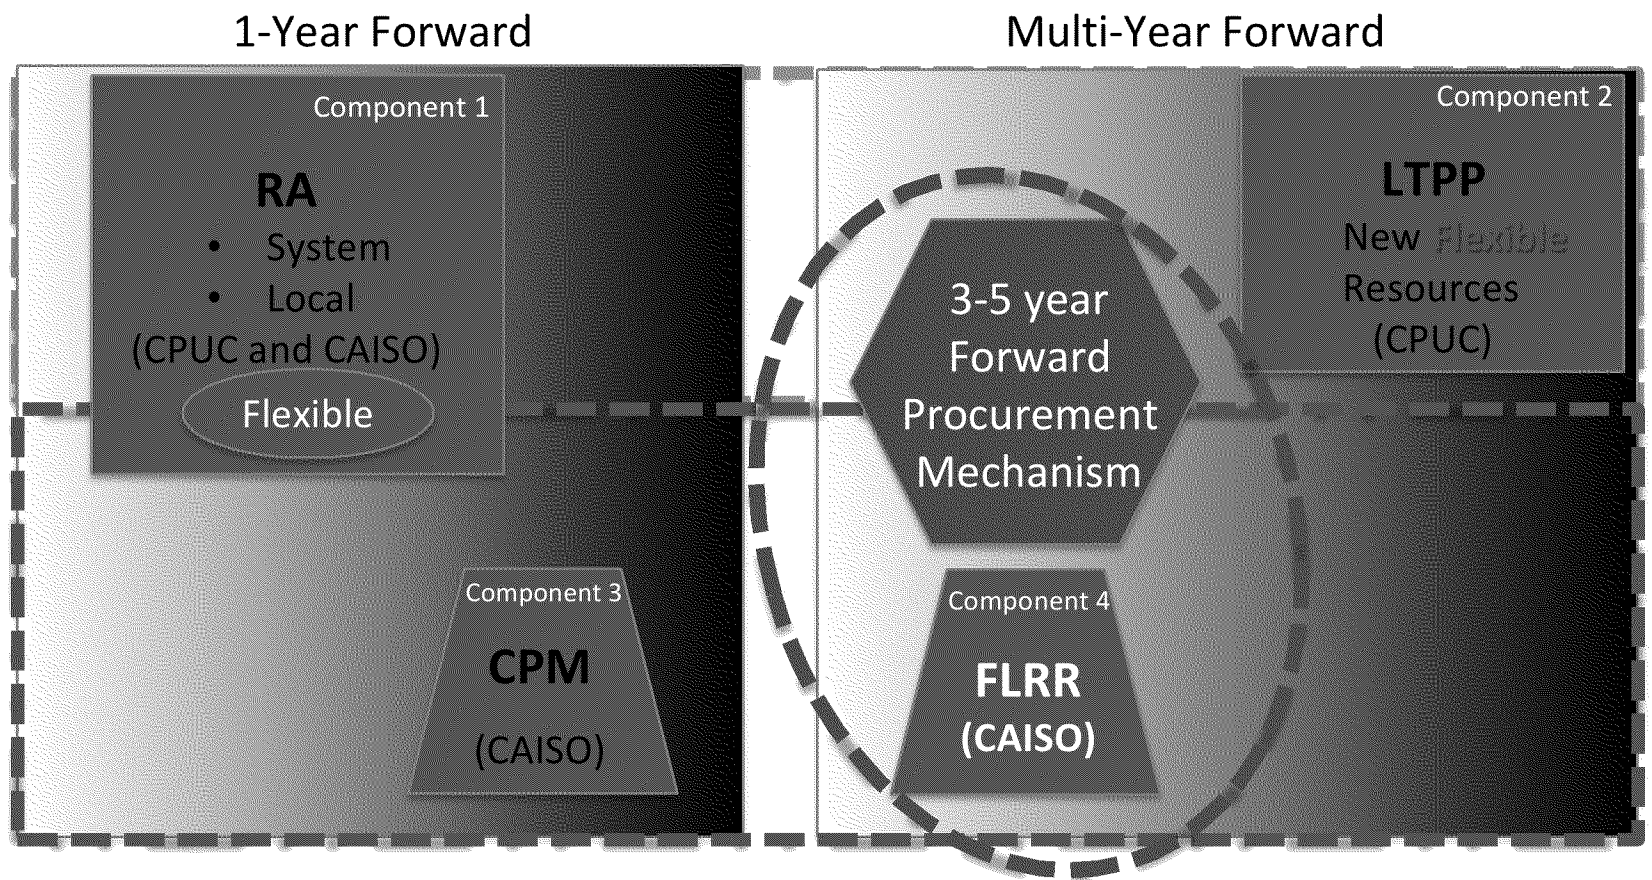 1-Year Forward
Multi-Year Forward
Component 1
RA
• System
• Local
(CPUC and CAISO)
Flexible
Component 2
LTPP
New Flexible
Resources
(CPUC)
3-5 year
Forward
Procurement
Mechanism
Component 3
CPM
(CAISO)
Component 4
FLRR
(CAISO)